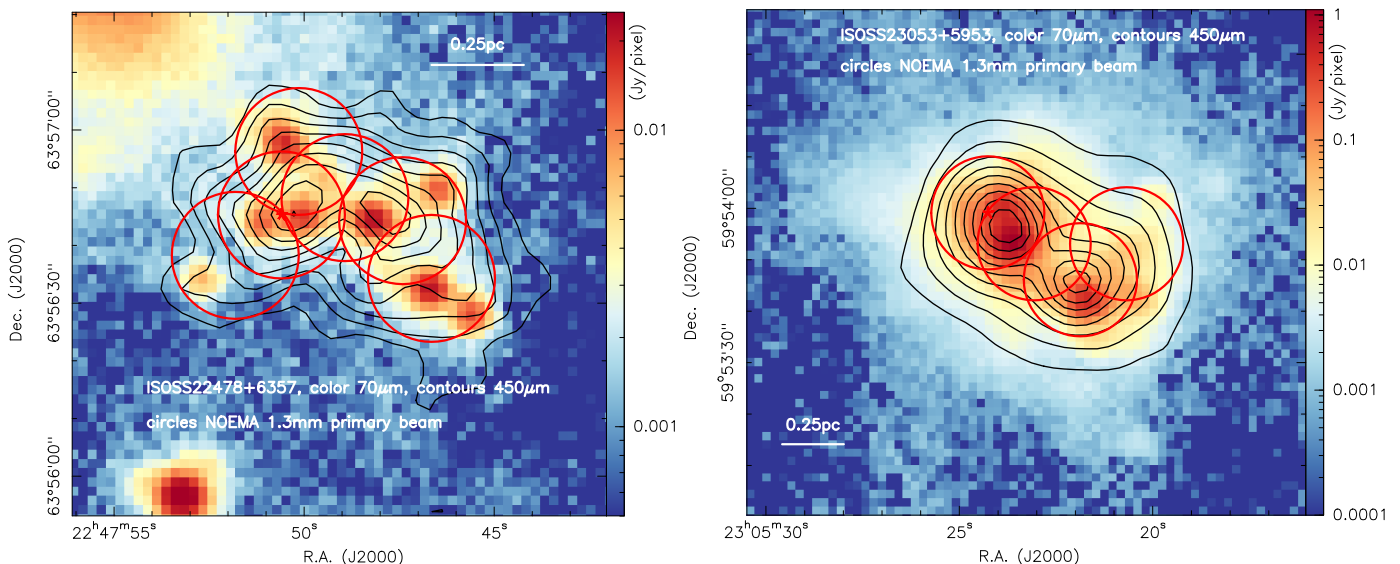 0.25pc
ISOSS22478+6357, color 70μm, contours 450μm
circles NOEMA 1.3mm primary beam
63°57'00''
63°56'30''
63°56'00''
Dec. (J2000)
22ʰ47ᵐ55ˢ
50ˢ
45ˢ
R.A. (J2000)
0.01
0.001
(Jy/pixel)
ISOSS23053+5953, color 70μm, contours 450μm
circles NOEMA 1.3mm primary beam
0.25pc
59°54'00''
59°53'30''
Dec. (J2000)
23ʰ05ᵐ30ˢ
25ˢ
20ˢ
R.A. (J2000)
1
0.1
0.01
0.001
0.0001
(Jy/pixel)